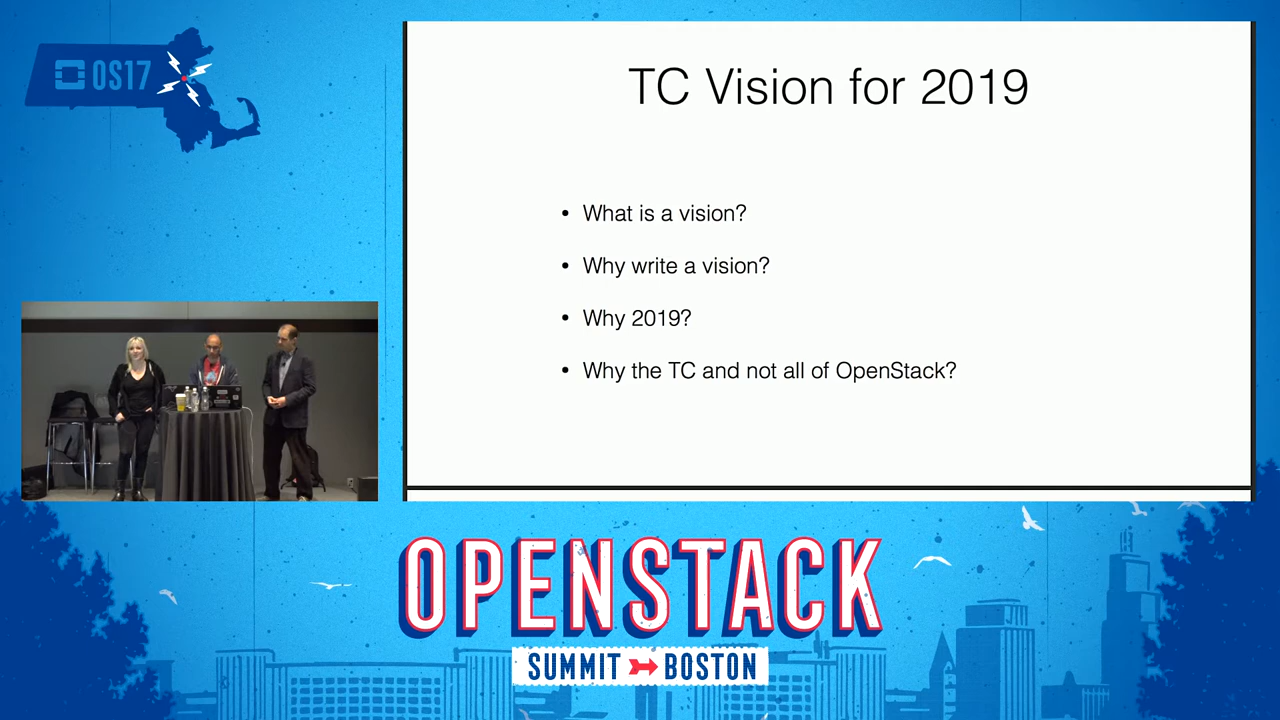 OS17
TC Vision for 2019
• What is a vision?
• Why write a vision?
• Why 2019?
• Why the TC and not all of OpenStack?
OPENSTACK
SUMMIT BOSTON